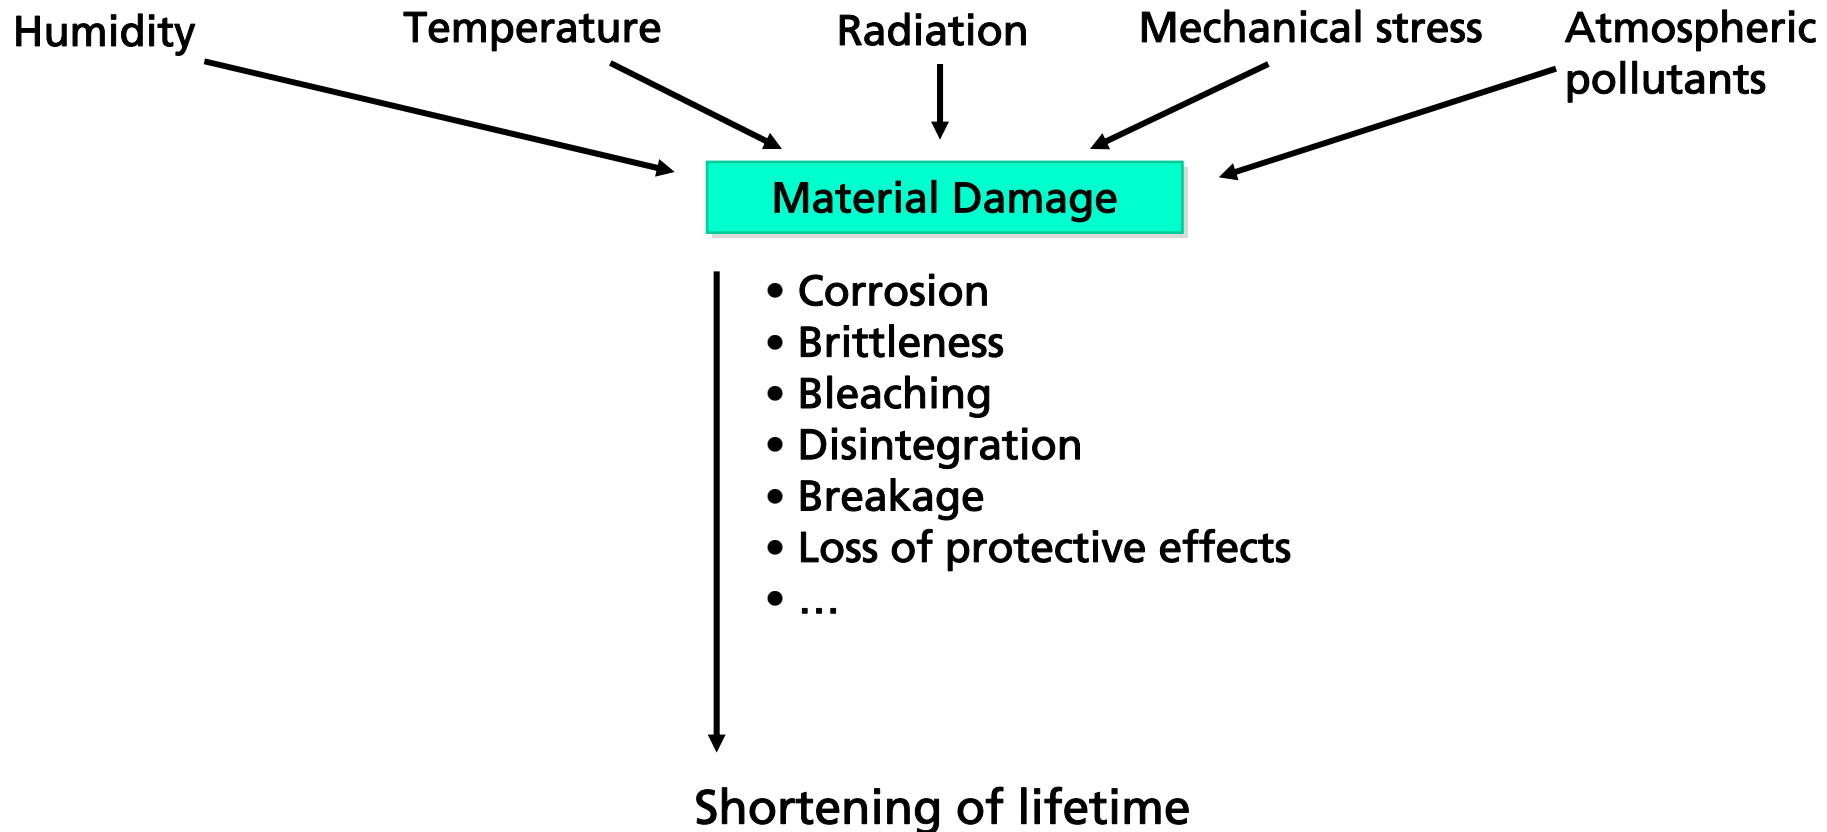 Humidity
Temperature
Radiation
Mechanical stress
Atmospheric
pollutants
Material Damage
• Corrosion
• Brittleness
• Bleaching
• Disintegration
• Breakage
• Loss of protective effects
• ...
Shortening of lifetime